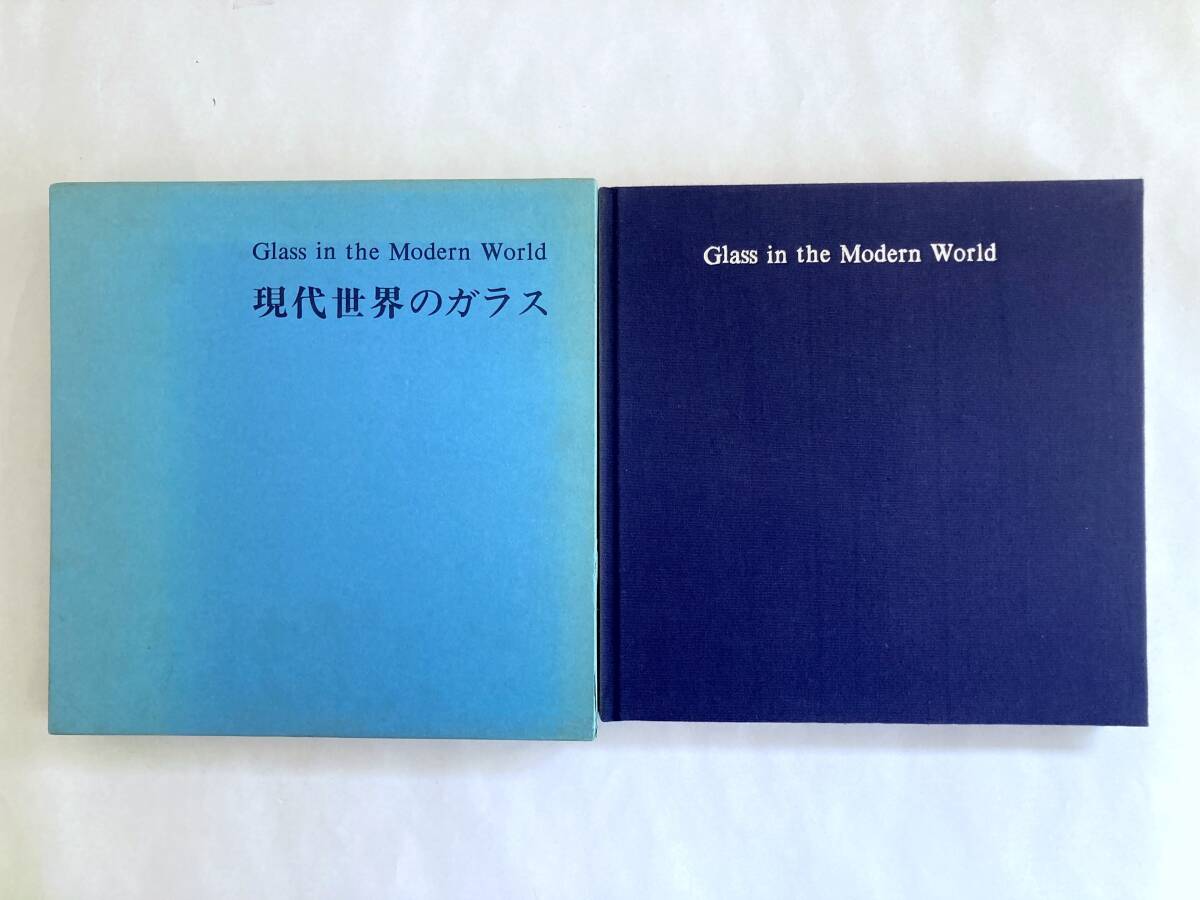 Glass in the Modern World
現代世界のガラス
Glass in the Modern World